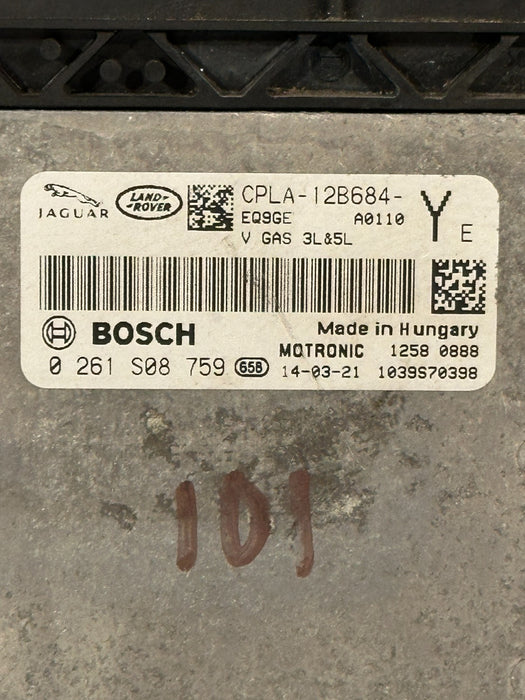 JAGUAR
LAND-
ROVER
CPLA-12B684-
Y
E
EQ9GE A0110
V GAS 3L&5L
BOSCH
Made in Hungary
MOTRONIC 1258 0888
0 261 S08 759 658 14-03-21 1039S70398
101